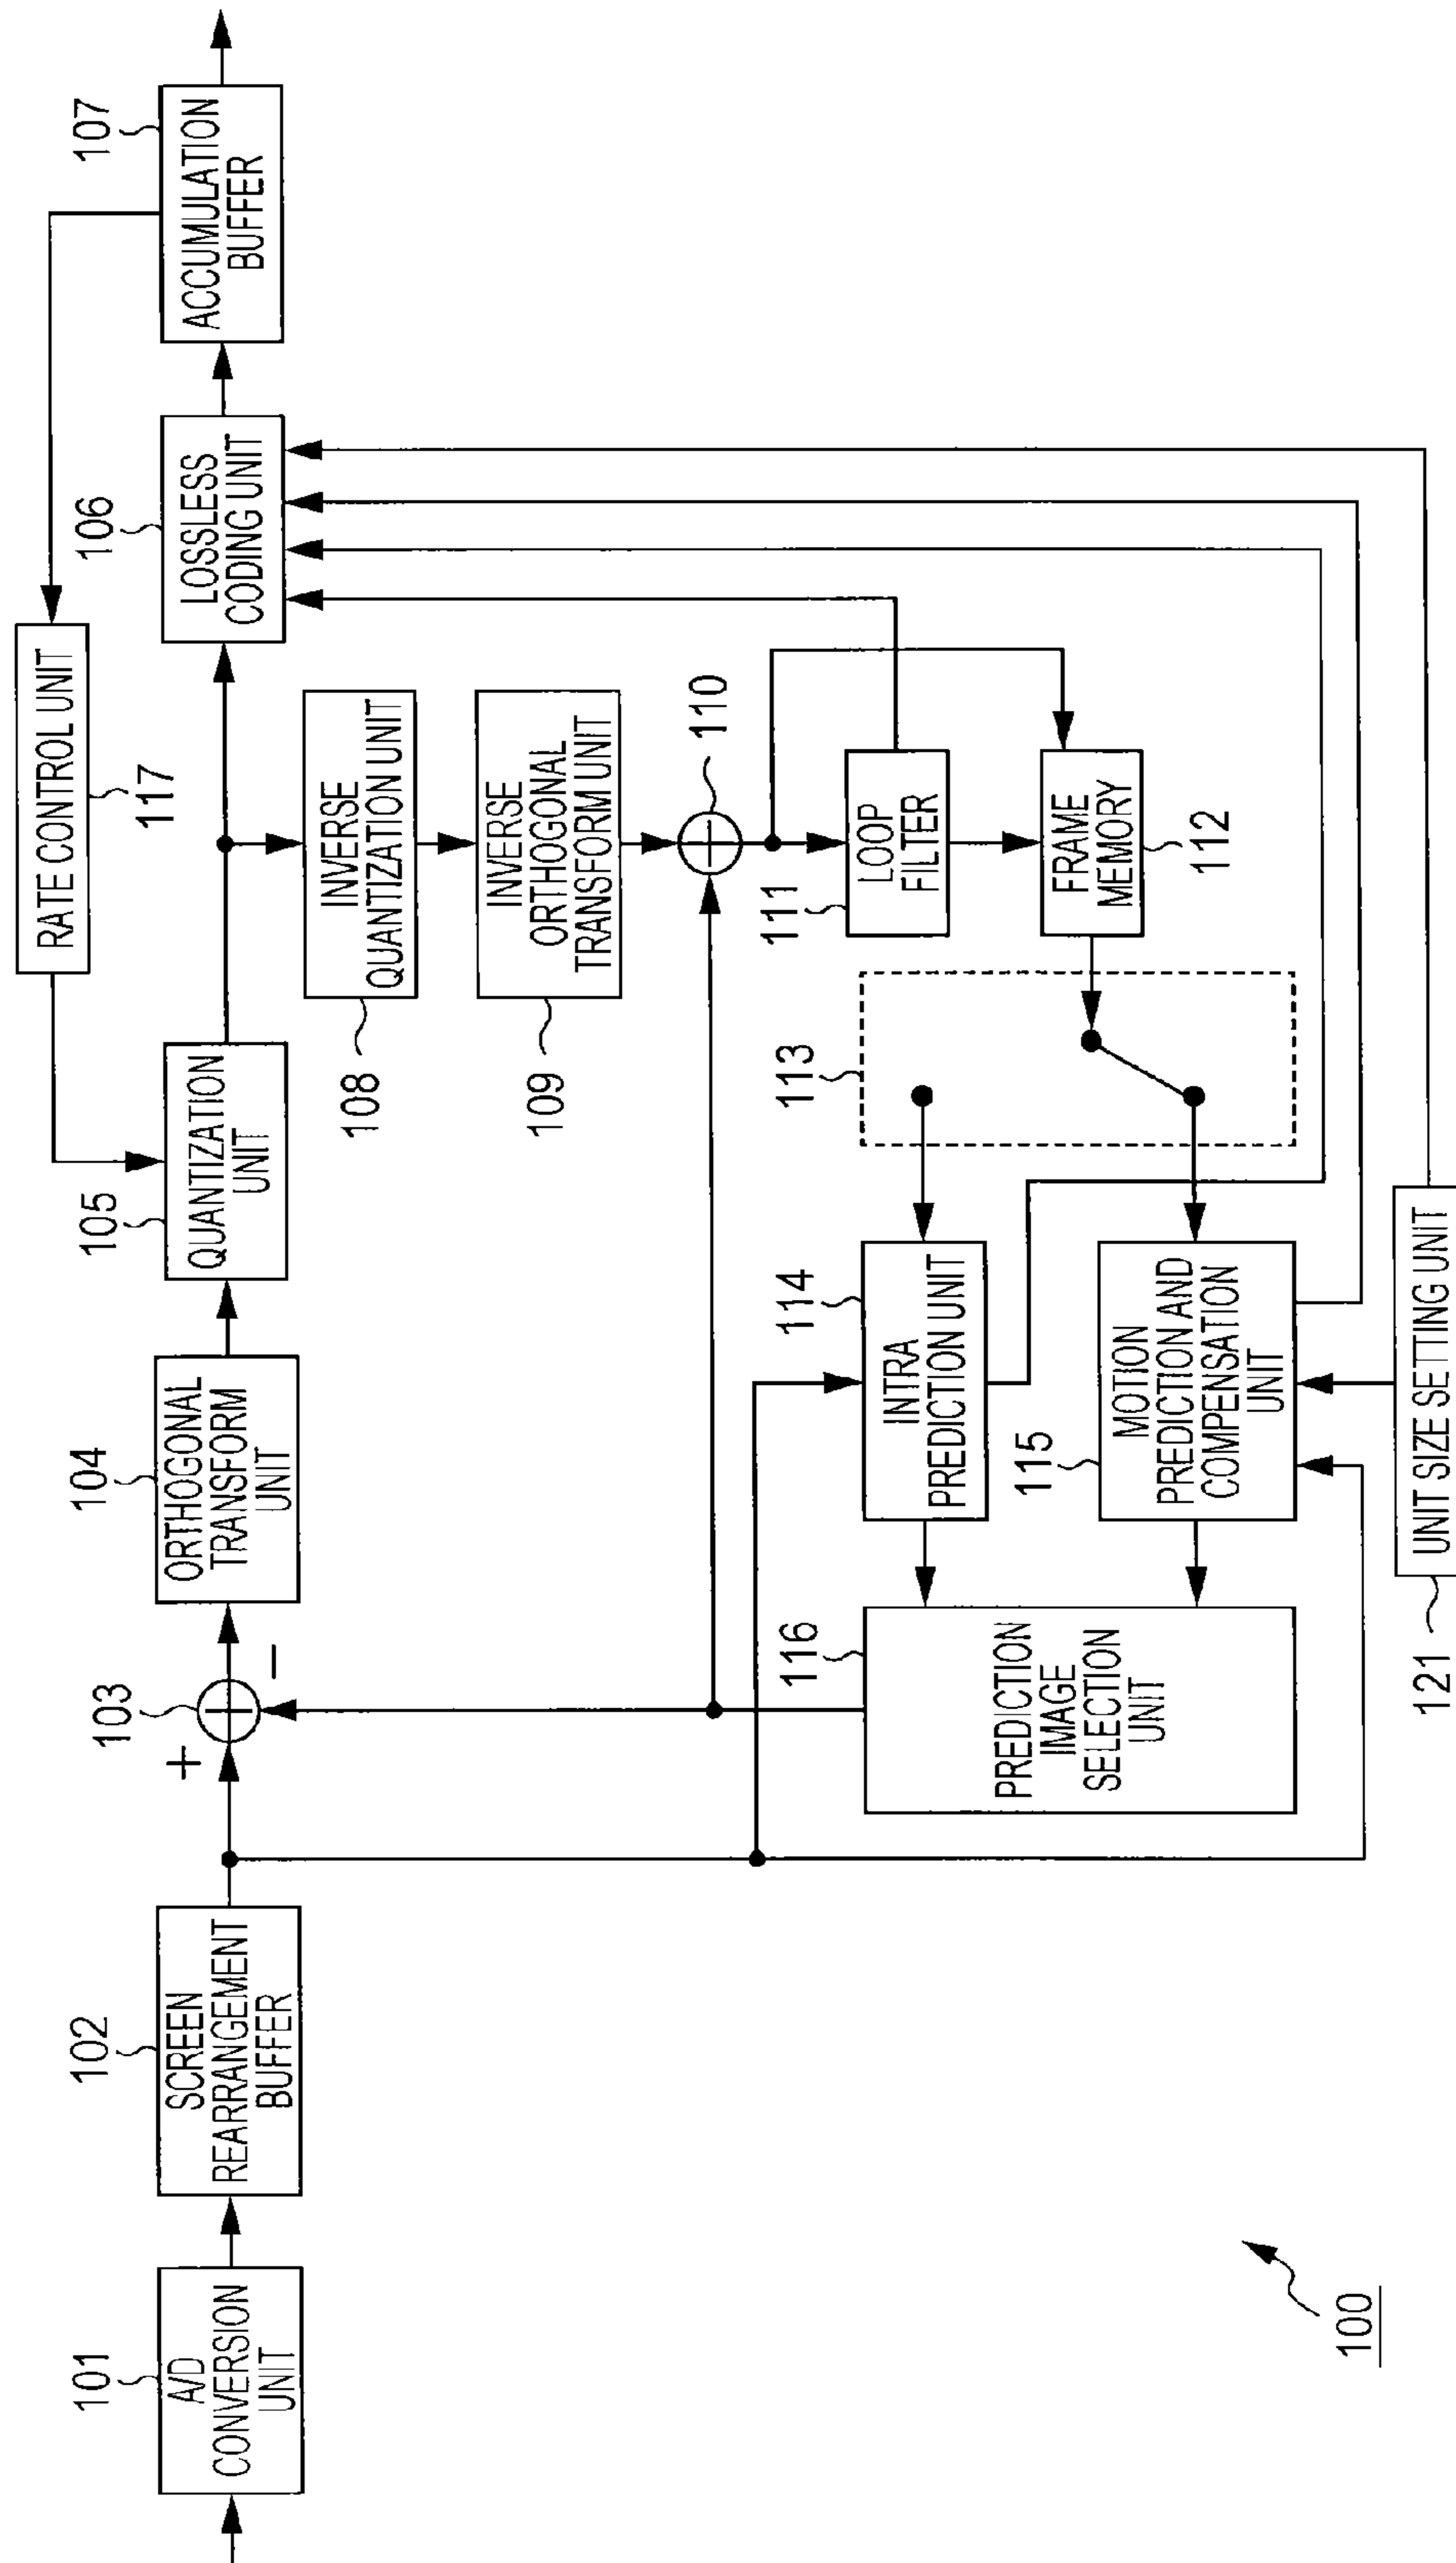 101
A/D
CONVERSION
UNIT
102
SCREEN
REARRANGEMENT
BUFFER
103
+
−
104
ORTHOGONAL
TRANSFORM
UNIT
105
QUANTIZATION
UNIT
RATE CONTROL UNIT
117
106
LOSSLESS
CODING UNIT
107
ACCUMULATION
BUFFER
108
INVERSE
QUANTIZATION UNIT
109
INVERSE
ORTHOGONAL
TRANSFORM UNIT
110
111
LOOP
FILTER
FRAME
MEMORY
112
113
114
INTRA
PREDICTION UNIT
115
MOTION
PREDICTION AND
COMPENSATION
UNIT
116
PREDICTION
IMAGE
SELECTION
UNIT
121
UNIT SIZE SETTING UNIT
100